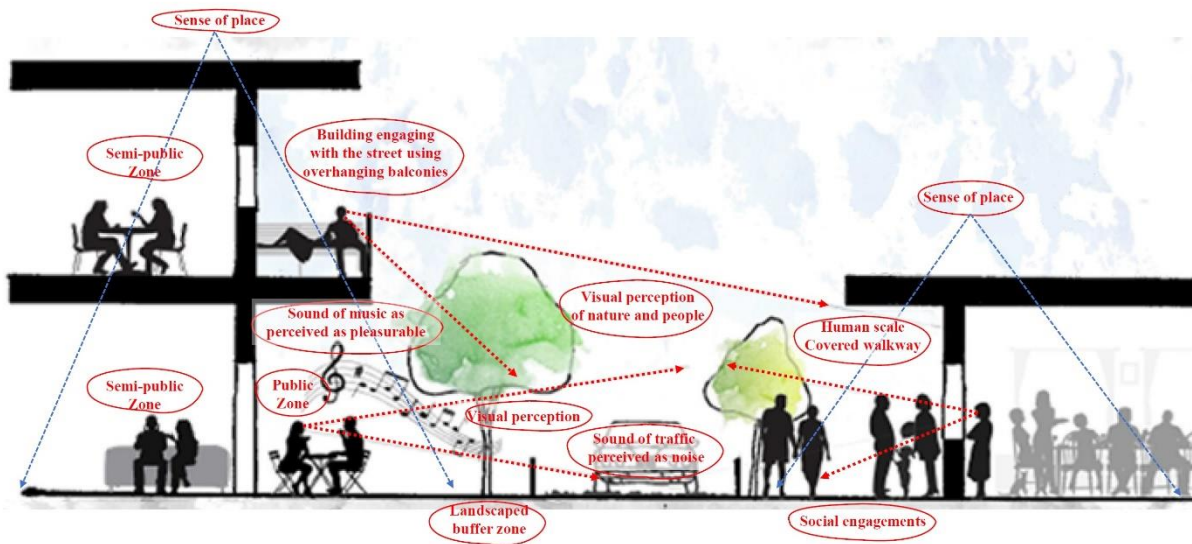 Sense of place
Building engaging
with the street using
overhanging balconies
Semi-public
Zone
Sense of place
Visual perception
of nature and people
Sound of music as
perceived as pleasurable
Human scale
Covered walkway
Semi-public
Zone
Public
Zone
Visual perception
Sound of traffic
perceived as noise
Landscaped
buffer zone
Social engagements